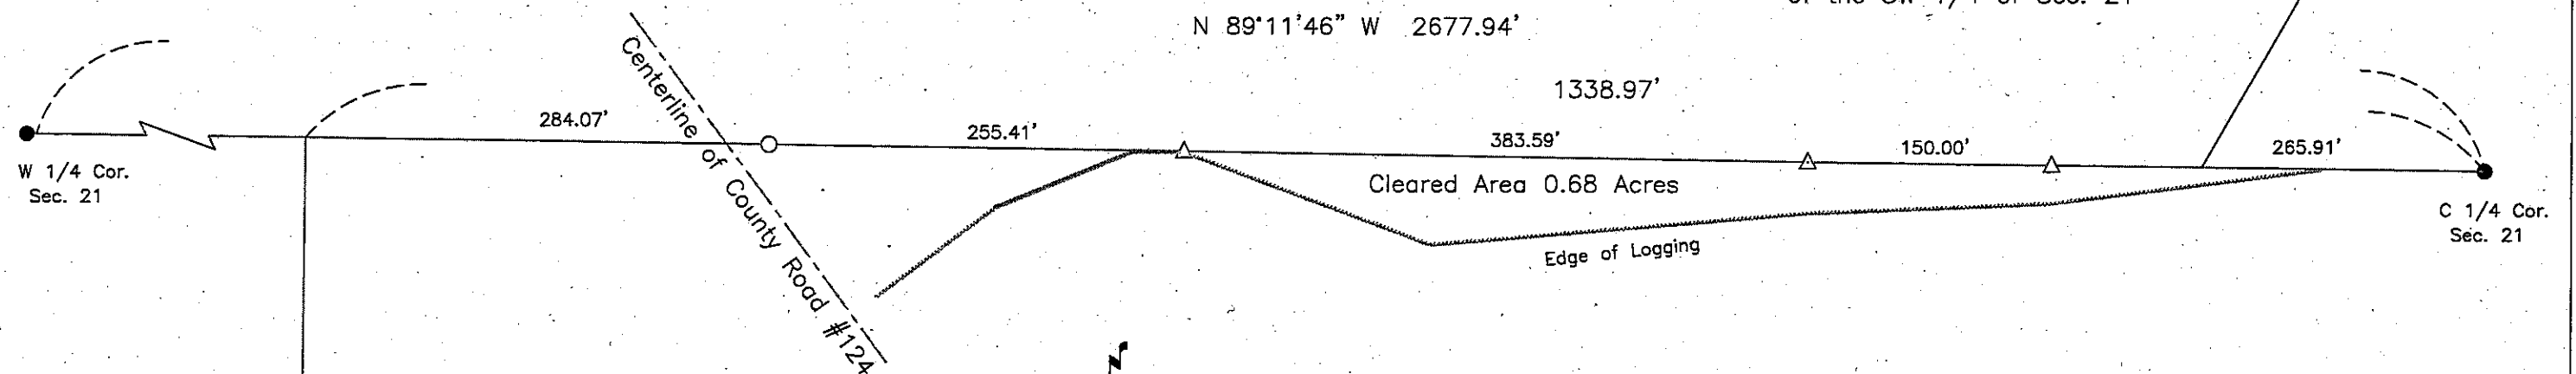 N 89°11'46" W 2677.94'
1338.97'
284.07'
255.41'
383.59'
150.00'
265.91'
W 1/4 Cor.
Sec. 21
Centerline of County Road #124
Cleared Area 0.68 Acres
Edge of Logging
C 1/4 Cor.
Sec. 21